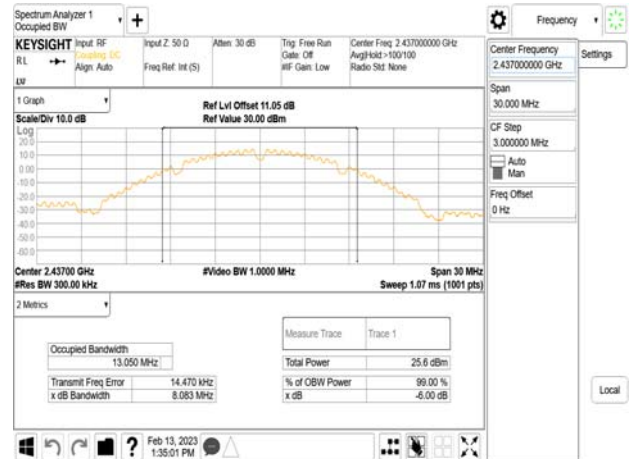 Spectrum Analyzer 1
Occupied BW
Frequency
KEYSIGHT
Input: RF
Coupling: DC
Align: Auto
Input Z: 50 Ω
Freq Ref: Int (S)
Atten: 30 dB
Trig: Free Run
Gate: Off
#IF Gain: Low
Center Freq: 2.437000000 GHz
Avg|Hold:>100/100
Radio Std: None
RL
LW
Center Frequency
2.437000000 GHz
Settings
Span
30.000 MHz
CF Step
3.000000 MHz
Auto
Man
Freq Offset
0 Hz
Local
1 Graph
Scale/Div 10.0 dB
Ref Lvl Offset 11.05 dB
Ref Value 30.00 dBm
Log
20.0
10.0
0.00
-10.0
-20.0
-30.0
-40.0
-50.0
-60.0
Center 2.43700 GHz
#Video BW 1.0000 MHz
Span 30 MHz
#Res BW 300.00 kHz
Sweep 1.07 ms (1001 pts)
2 Metrics
Measure Trace
Trace 1
Occupied Bandwidth
13.050 MHz
Total Power
25.6 dBm
Transmit Freq Error
14.470 kHz
% of OBW Power
99.00 %
x dB Bandwidth
8.083 MHz
x dB
-6.00 dB
?
Feb 13, 2023
1:35:01 PM